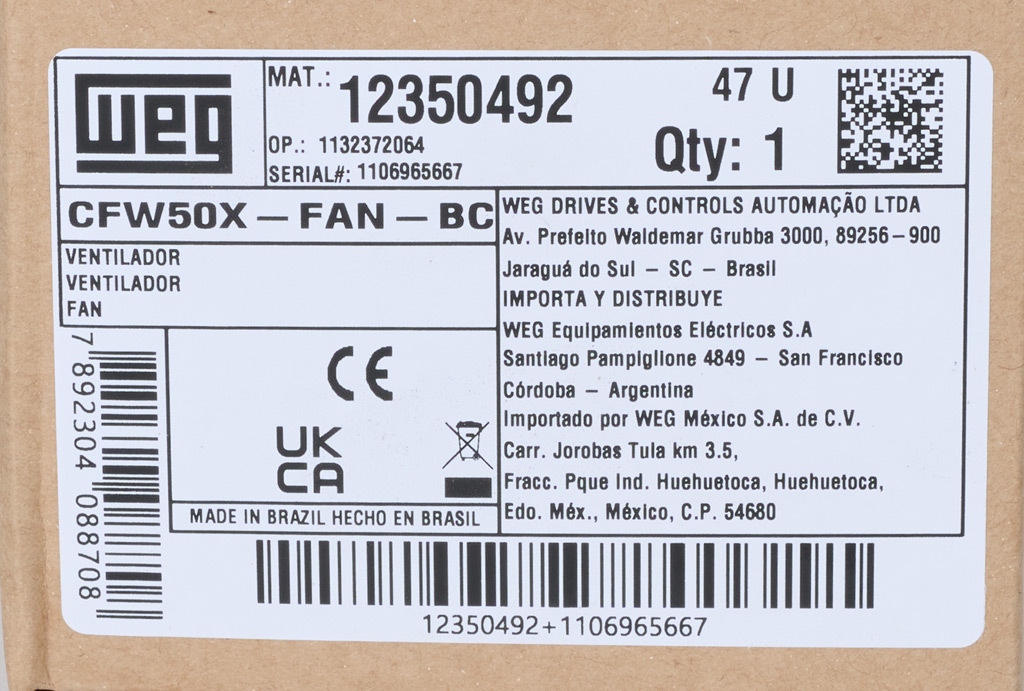 WEG
MAT.: 12350492
47 U
Qty: 1
OP.: 1132372064
SERIAL#: 1106965667
CFW50X – FAN – BC
VENTILADOR
VENTILADOR
FAN
WEG DRIVES & CONTROLS AUTOMAÇÃO LTDA
Av. Prefeito Waldemar Grubba 3000, 89256–900
Jaraguá do Sul – SC – Brasil
IMPORTA Y DISTRIBUYE
WEG Equipamientos Eléctricos S.A
Santiago Pampiglione 4849 – San Francisco
Córdoba – Argentina
Importado por WEG México S.A. de C.V.
Carr. Jorobas Tula km 3.5,
Fracc. Pque Ind. Huehuetoca, Huehuetoca,
Edo. Méx., México, C.P. 54680
CE
UK
CA
MADE IN BRAZIL HECHO EN BRASIL
7 892304 088708
12350492+1106965667